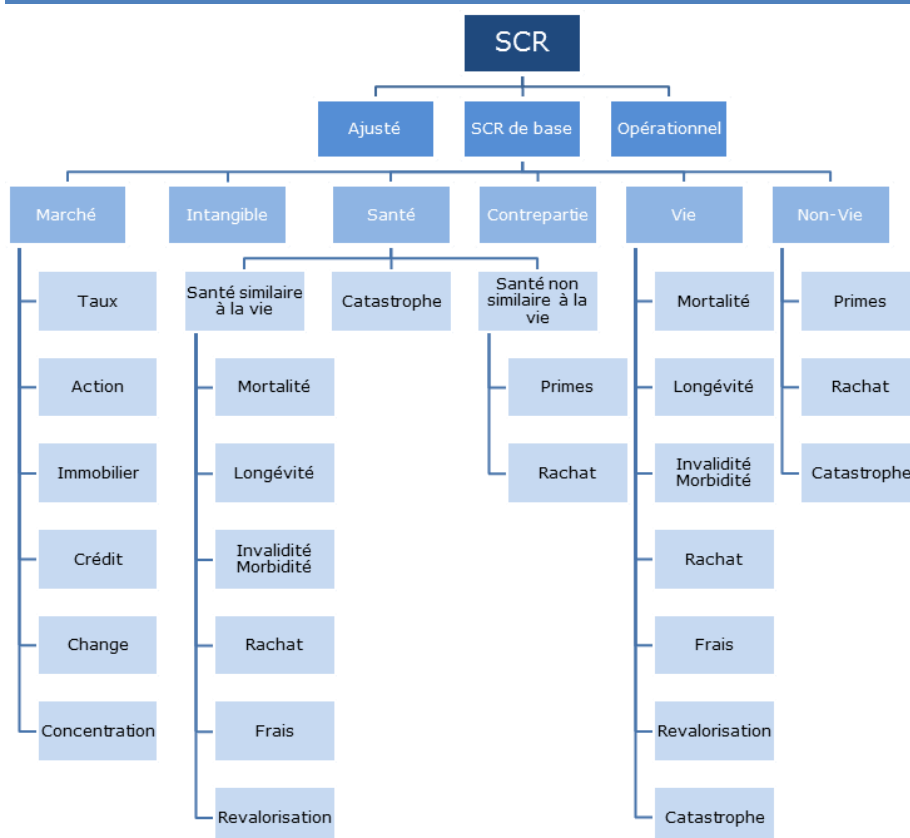 SCR
Ajusté
SCR de base
Opérationnel
Marché
Intangible
Santé
Contrepartie
Vie
Non-Vie
Taux
Action
Immobilier
Crédit
Change
Concentration
Santé similaire
à la vie
Mortalité
Longévité
Invalidité
Morbidité
Rachat
Frais
Revalorisation
Catastrophe
Santé non
similaire à la
vie
Primes
Rachat
Mortalité
Longévité
Invalidité
Morbidité
Rachat
Frais
Revalorisation
Catastrophe
Primes
Rachat
Catastrophe